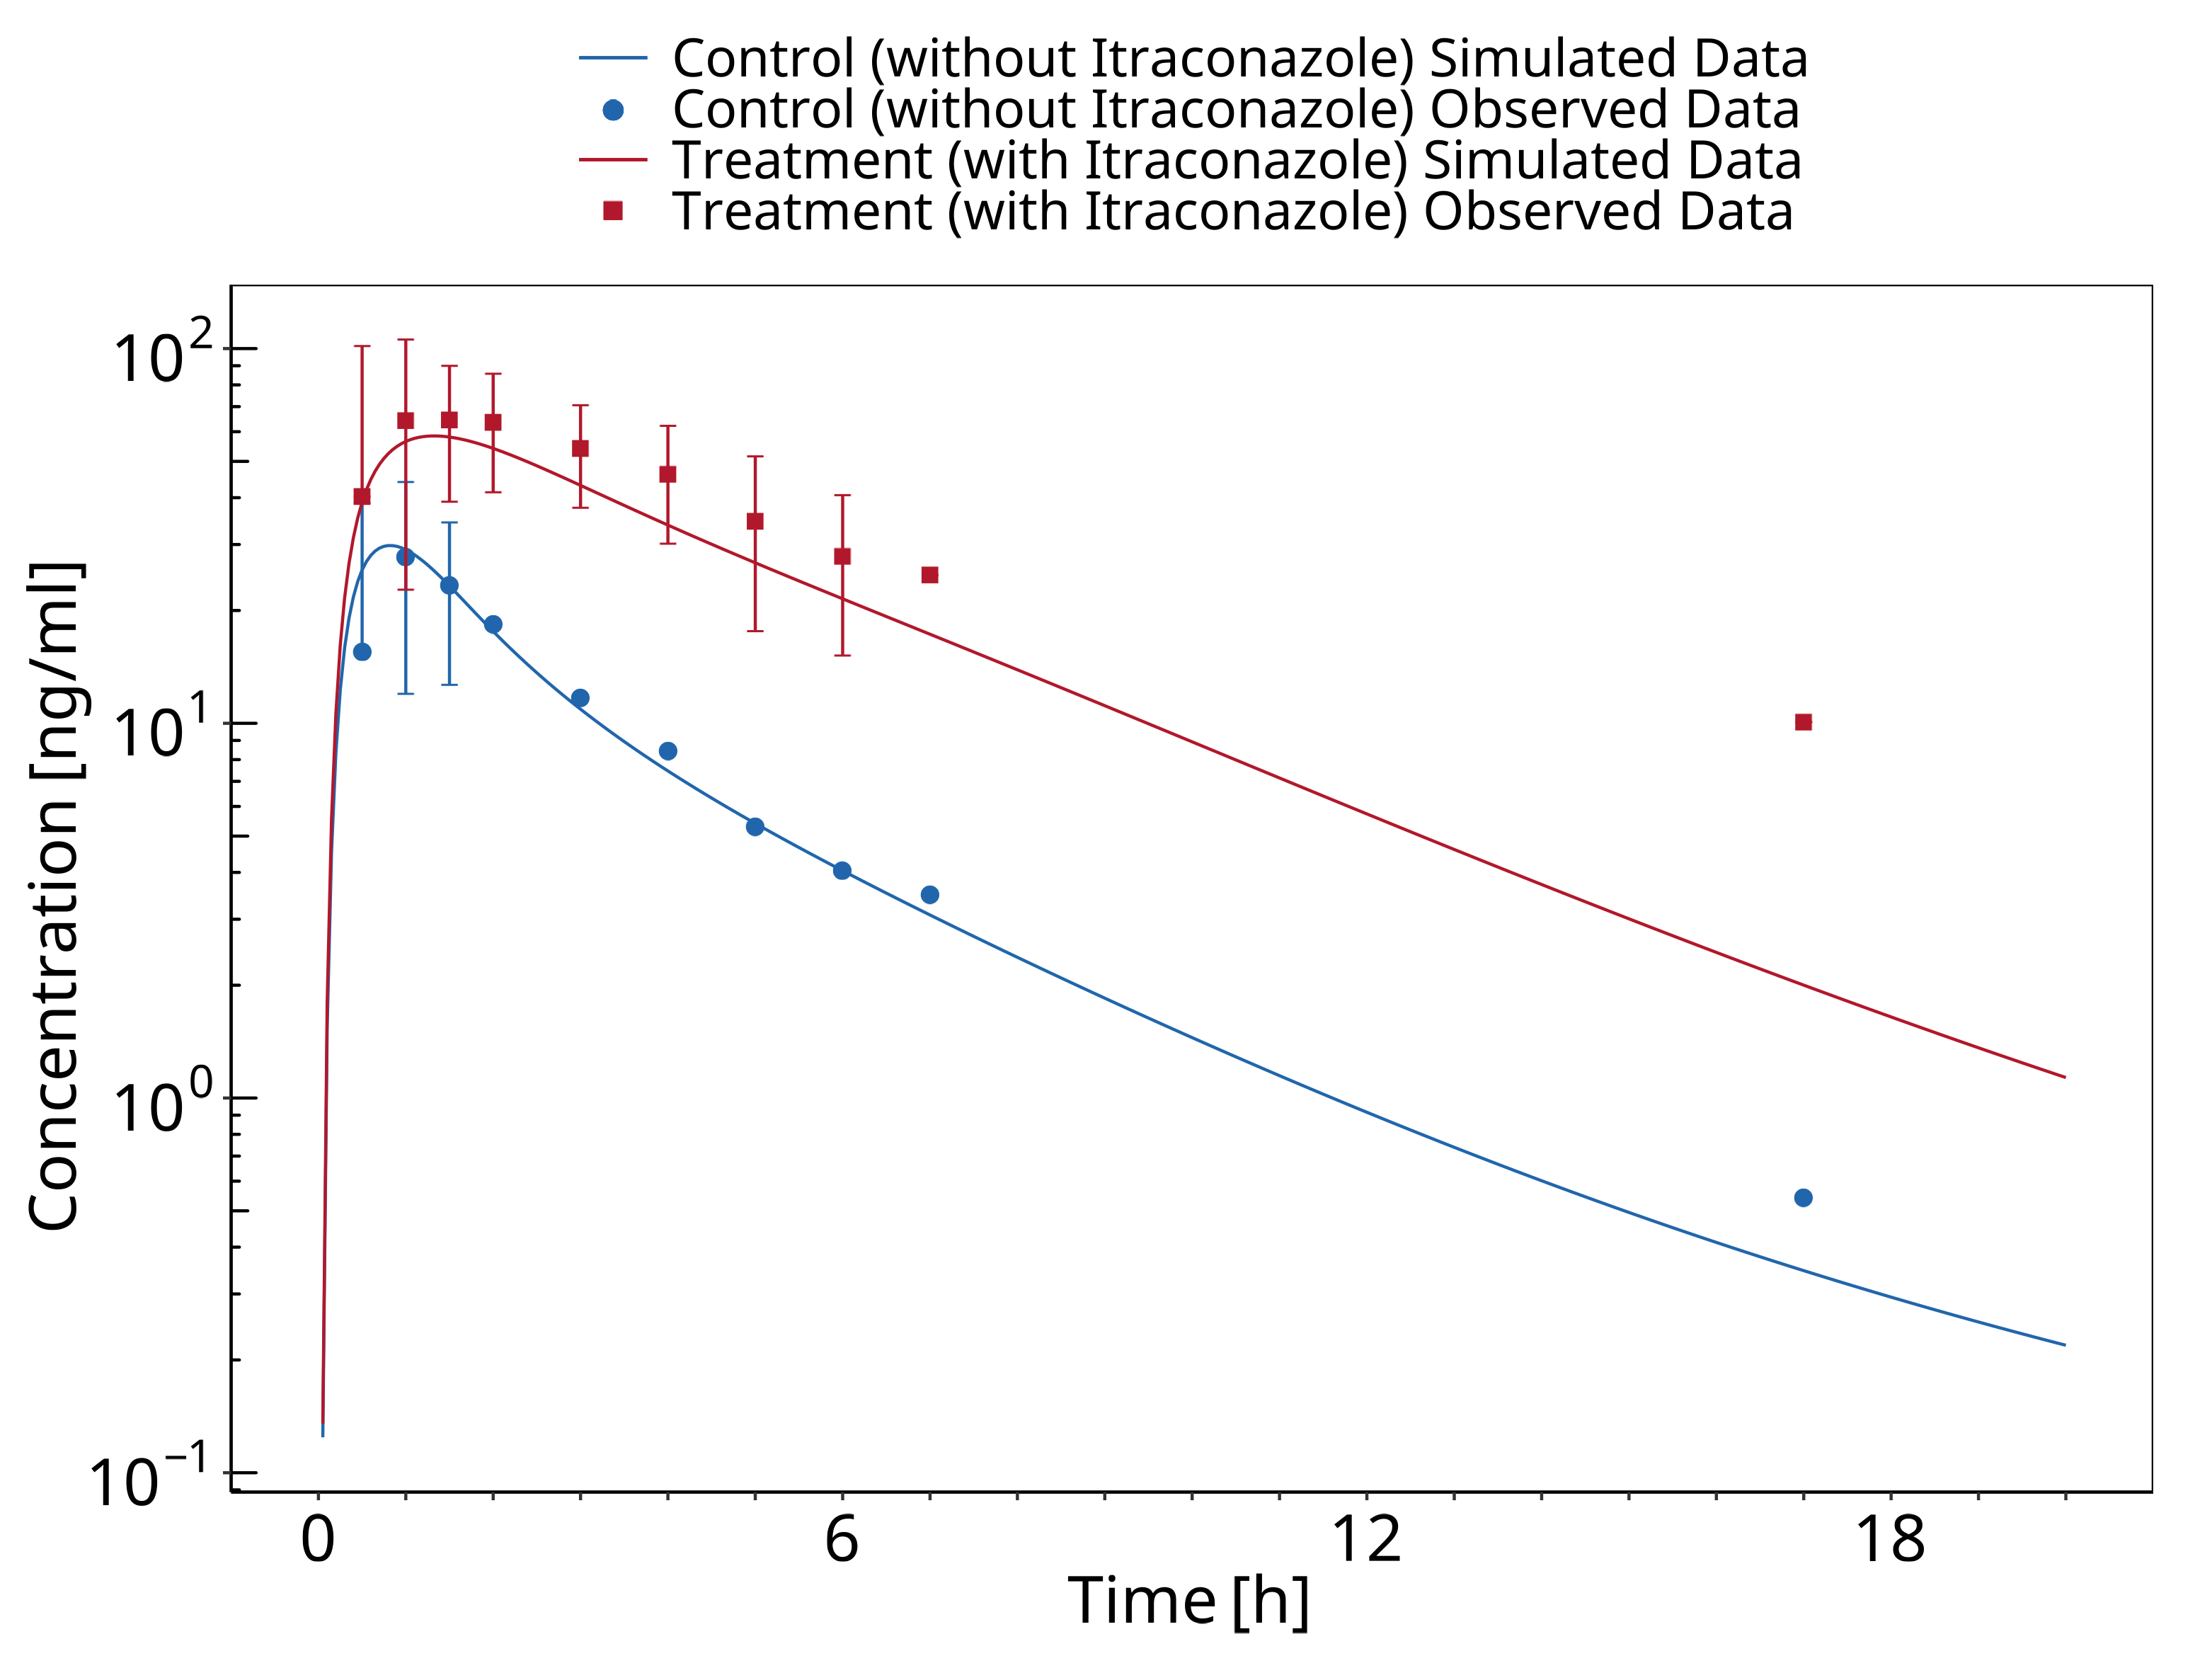 Control (without Itraconazole) Simulated Data
Control (without Itraconazole) Observed Data
Treatment (with Itraconazole) Simulated Data
Treatment (with Itraconazole) Observed Data
Concentration [ng/ml]
10²
10¹
10⁰
10⁻¹
0 6 12 18
Time [h]